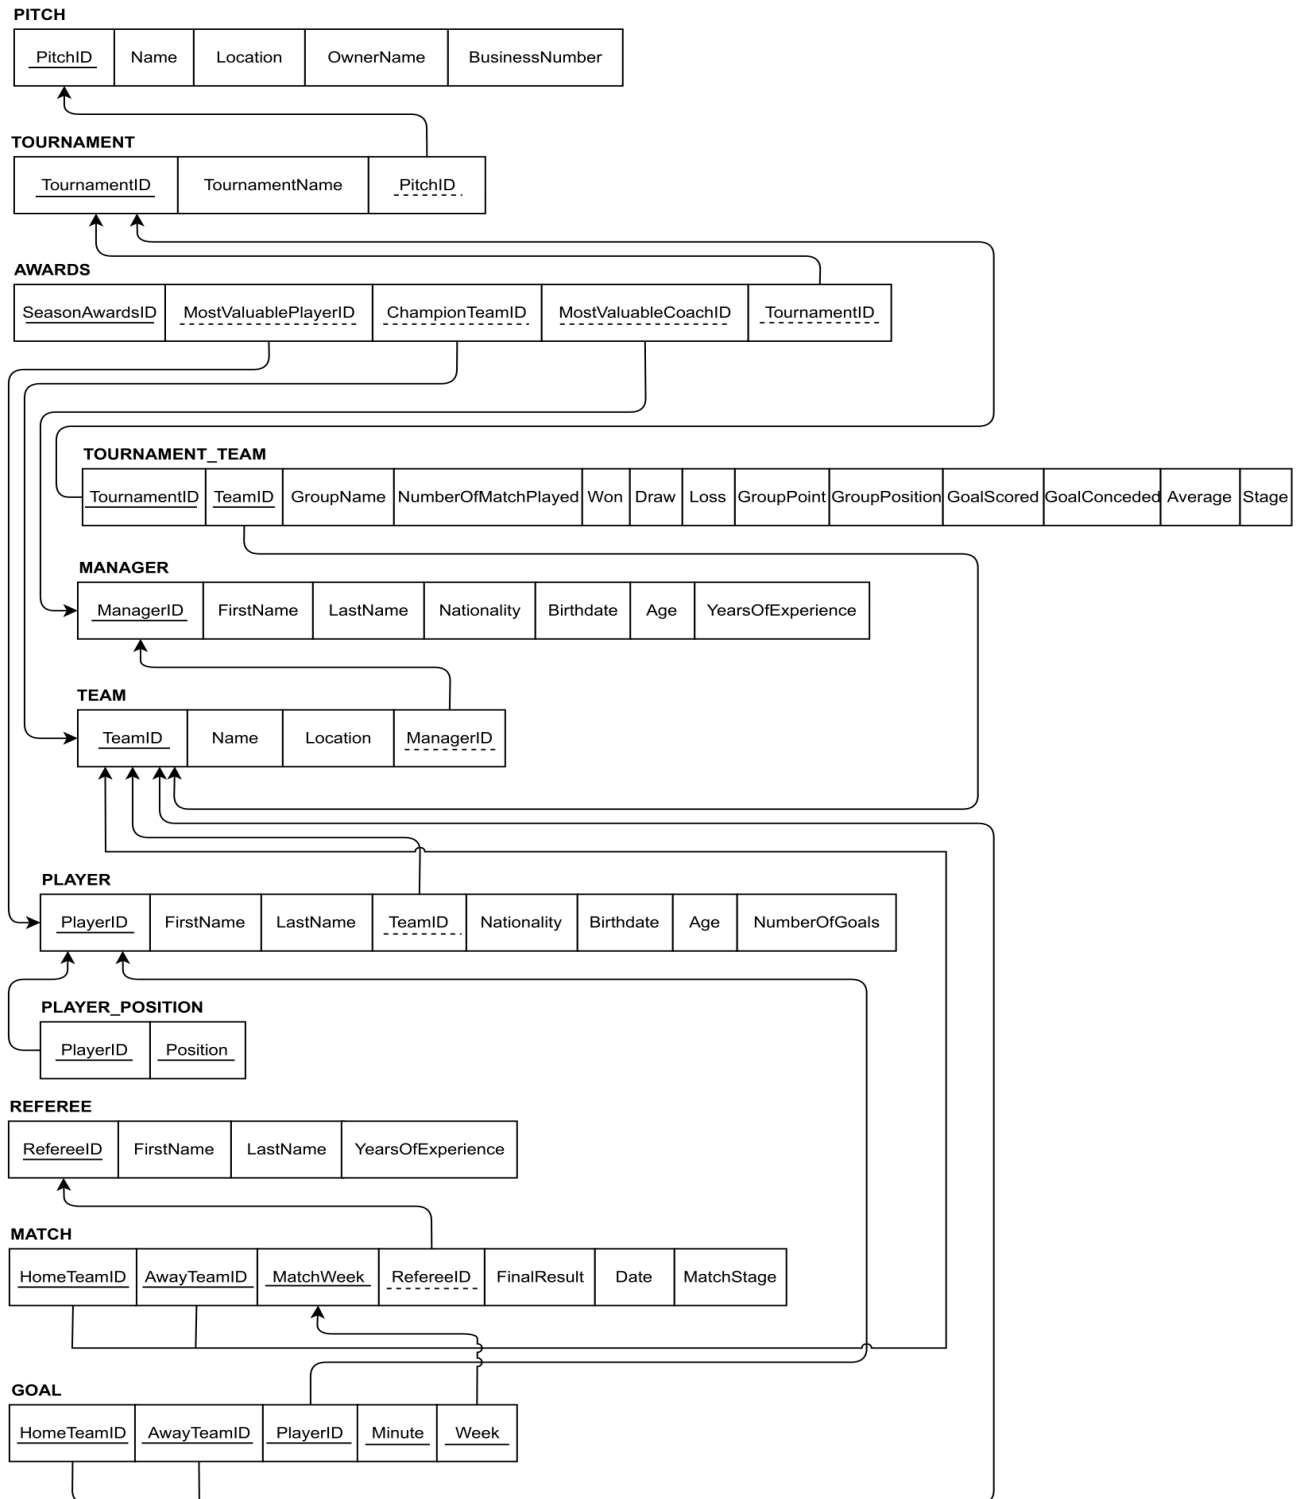 PITCH
PitchID Name Location OwnerName BusinessNumber
TOURNAMENT
TournamentID TournamentName PitchID
AWARDS
SeasonAwardsID MostValuablePlayerID ChampionTeamID MostValuableCoachID TournamentID
TOURNAMENT_TEAM
TournamentID TeamID GroupName NumberOfMatchPlayed Won Draw Loss GroupPoint GroupPosition GoalScored GoalConceded Average Stage
MANAGER
ManagerID FirstName LastName Nationality Birthdate Age YearsOfExperience
TEAM
TeamID Name Location ManagerID
PLAYER
PlayerID FirstName LastName TeamID Nationality Birthdate Age NumberOfGoals
PLAYER_POSITION
PlayerID Position
REFEREE
RefereeID FirstName LastName YearsOfExperience
MATCH
HomeTeamID AwayTeamID MatchWeek RefereeID FinalResult Date MatchStage
GOAL
HomeTeamID AwayTeamID PlayerID Minute Week